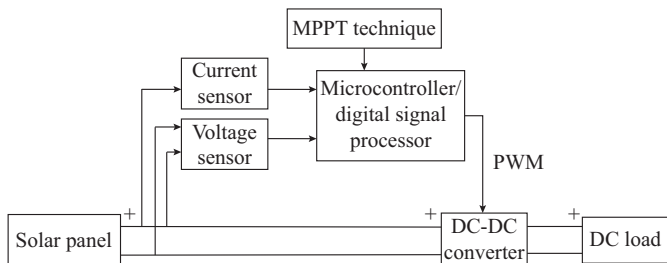 MPPT technique
Current
sensor
Microcontroller/
digital signal
processor
Voltage
sensor
PWM
+
+
+
Solar panel
DC-DC
converter
DC load